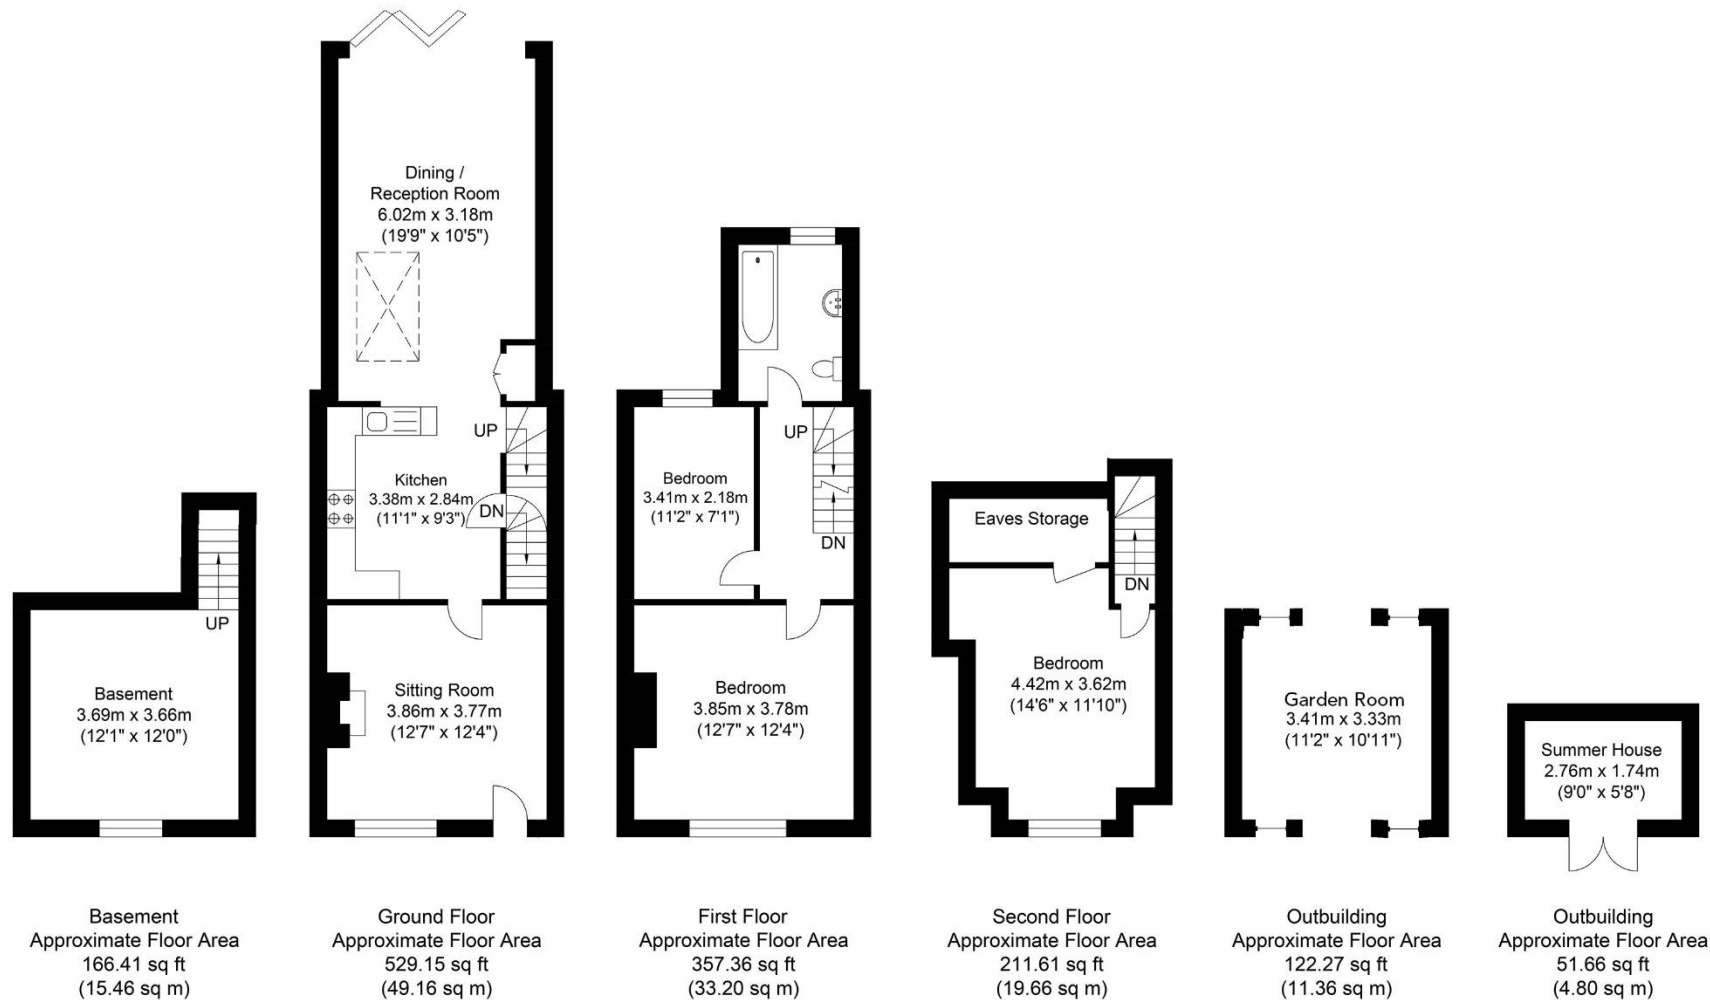 Dining /
Reception Room
6.02m x 3.18m
(19'9" x 10'5")
UP
Kitchen
3.38m x 2.84m
(11'1" x 9'3")
DN
Sitting Room
3.86m x 3.77m
(12'7" x 12'4")
UP
Basement
3.69m x 3.66m
(12'1" x 12'0")
UP
Bedroom
3.41m x 2.18m
(11'2" x 7'1")
DN
Bedroom
3.85m x 3.78m
(12'7" x 12'4")
Eaves Storage
DN
Bedroom
4.42m x 3.62m
(14'6" x 11'10")
Garden Room
3.41m x 3.33m
(11'2" x 10'11")
Summer House
2.76m x 1.74m
(9'0" x 5'8")
Basement
Approximate Floor Area
166.41 sq ft
(15.46 sq m)
Ground Floor
Approximate Floor Area
529.15 sq ft
(49.16 sq m)
First Floor
Approximate Floor Area
357.36 sq ft
(33.20 sq m)
Second Floor
Approximate Floor Area
211.61 sq ft
(19.66 sq m)
Outbuilding
Approximate Floor Area
122.27 sq ft
(11.36 sq m)
Outbuilding
Approximate Floor Area
51.66 sq ft
(4.80 sq m)